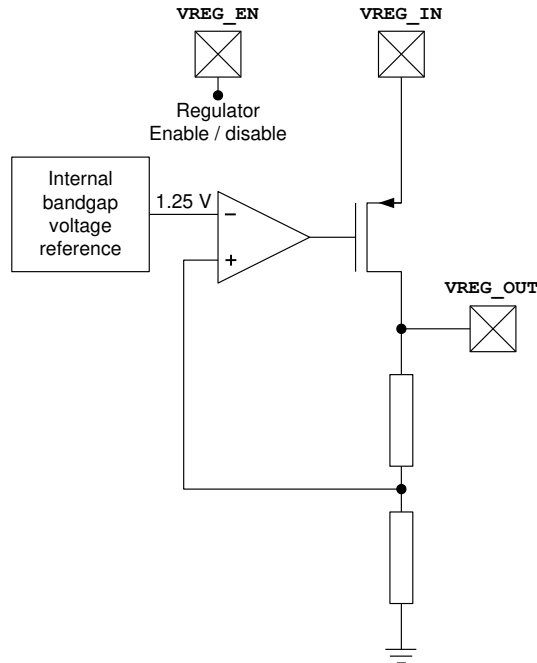 VREG_EN
VREG_IN
Regulator
Enable / disable
Internal
bandgap
voltage
reference
1.25 V
−
+
VREG_OUT